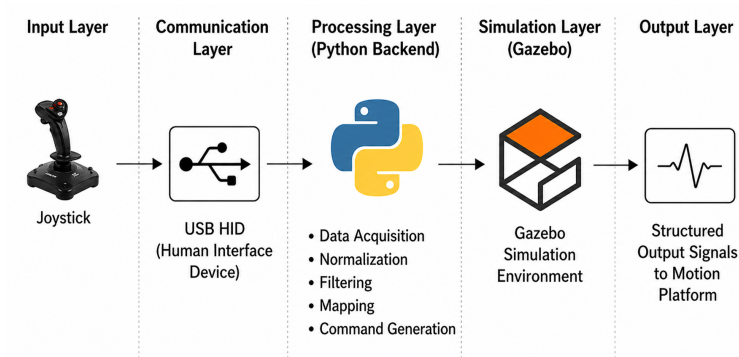 Input Layer
Communication
Layer
Processing Layer
(Python Backend)
Simulation Layer
(Gazebo)
Output Layer
Joystick
USB HID
(Human Interface
Device)
• Data Acquisition
• Normalization
• Filtering
• Mapping
• Command Generation
Gazebo
Simulation
Environment
Structured
Output Signals
to Motion
Platform